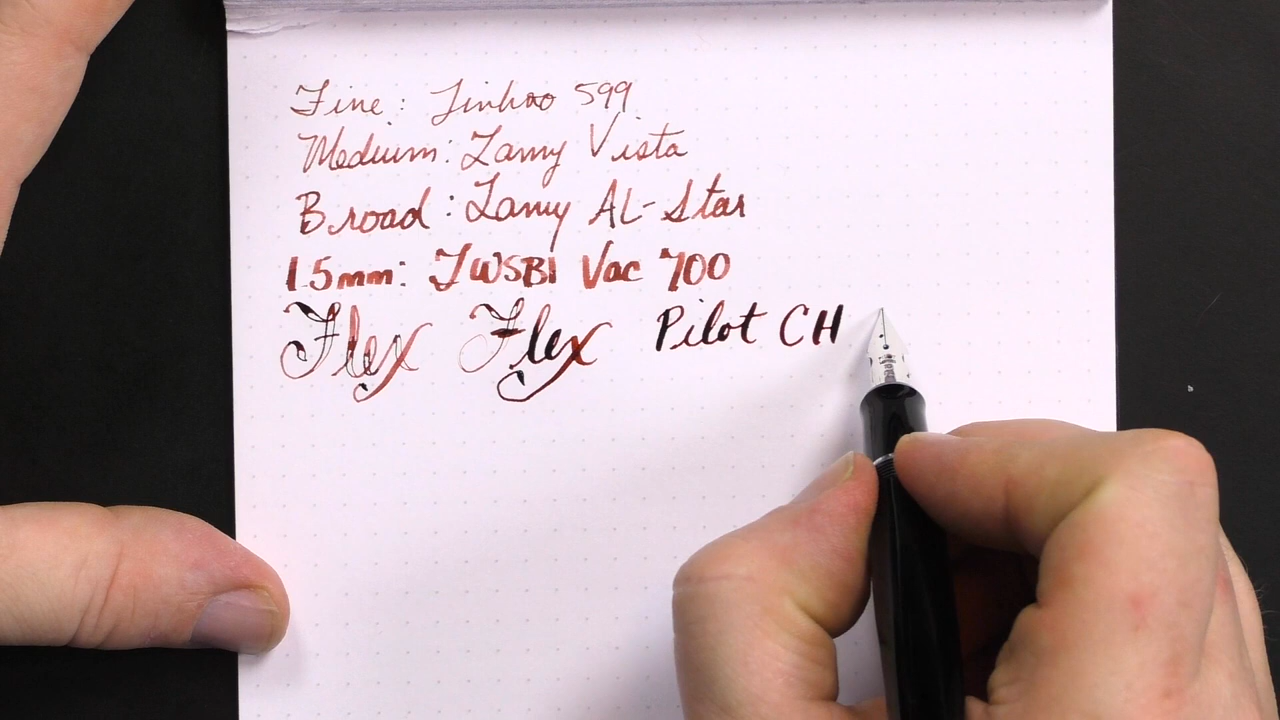 Fine: Jinhao 599
Medium: Lamy Vista
Broad: Lamy AL-Star
1.5mm: TWSBI Vac 700
Flex Flex Pilot CH